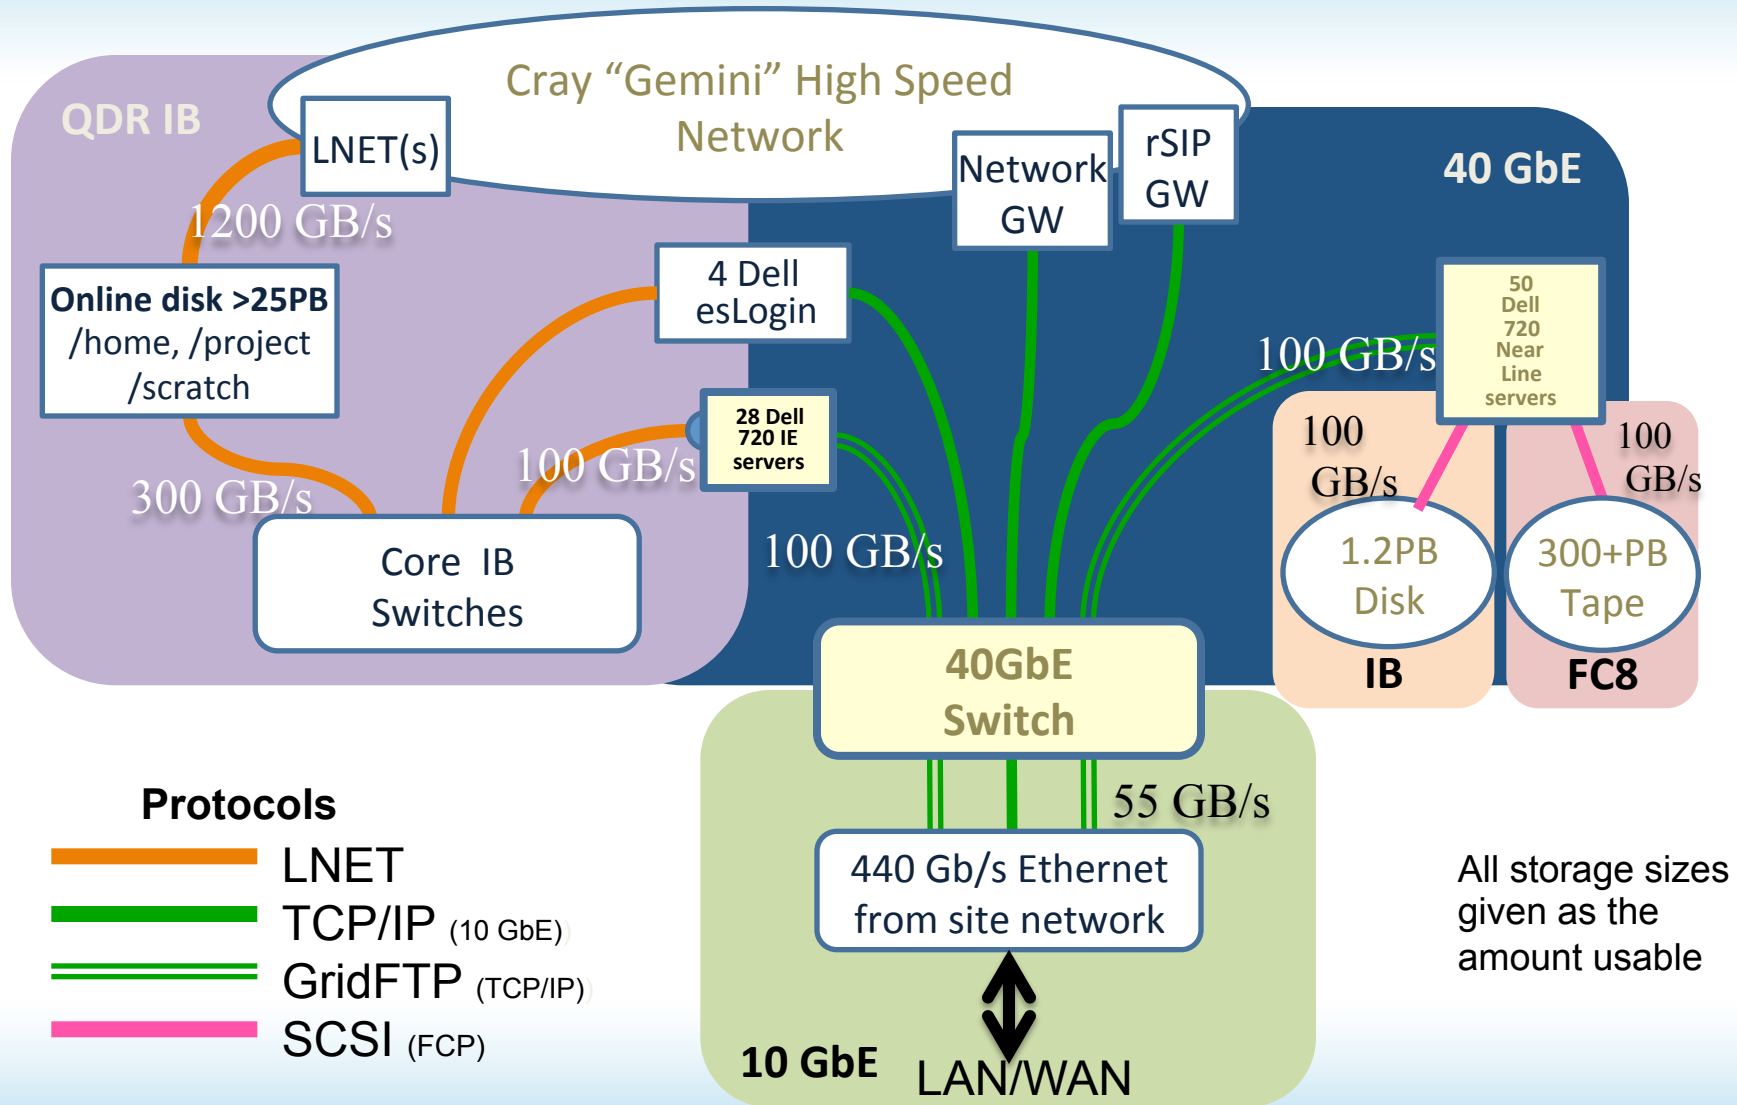 Cray “Gemini” High Speed
Network
QDR IB
LNET(s)
Network
GW
rSIP
GW
40 GbE
1200 GB/s
Online disk >25PB
/home, /project
/scratch
4 Dell
esLogin
50
Dell
720
Near
Line
servers
100 GB/s
28 Dell
720 IE
servers
100 GB/s
300 GB/s
100 GB/s
100
GB/s
100
GB/s
Core IB
Switches
1.2PB
Disk
300+PB
Tape
IB
FC8
40GbE
Switch
55 GB/s
440 Gb/s Ethernet
from site network
10 GbE
LAN/WAN
Protocols
LNET
TCP/IP (10 GbE)
GridFTP (TCP/IP)
SCSI (FCP)
All storage sizes
given as the
amount usable